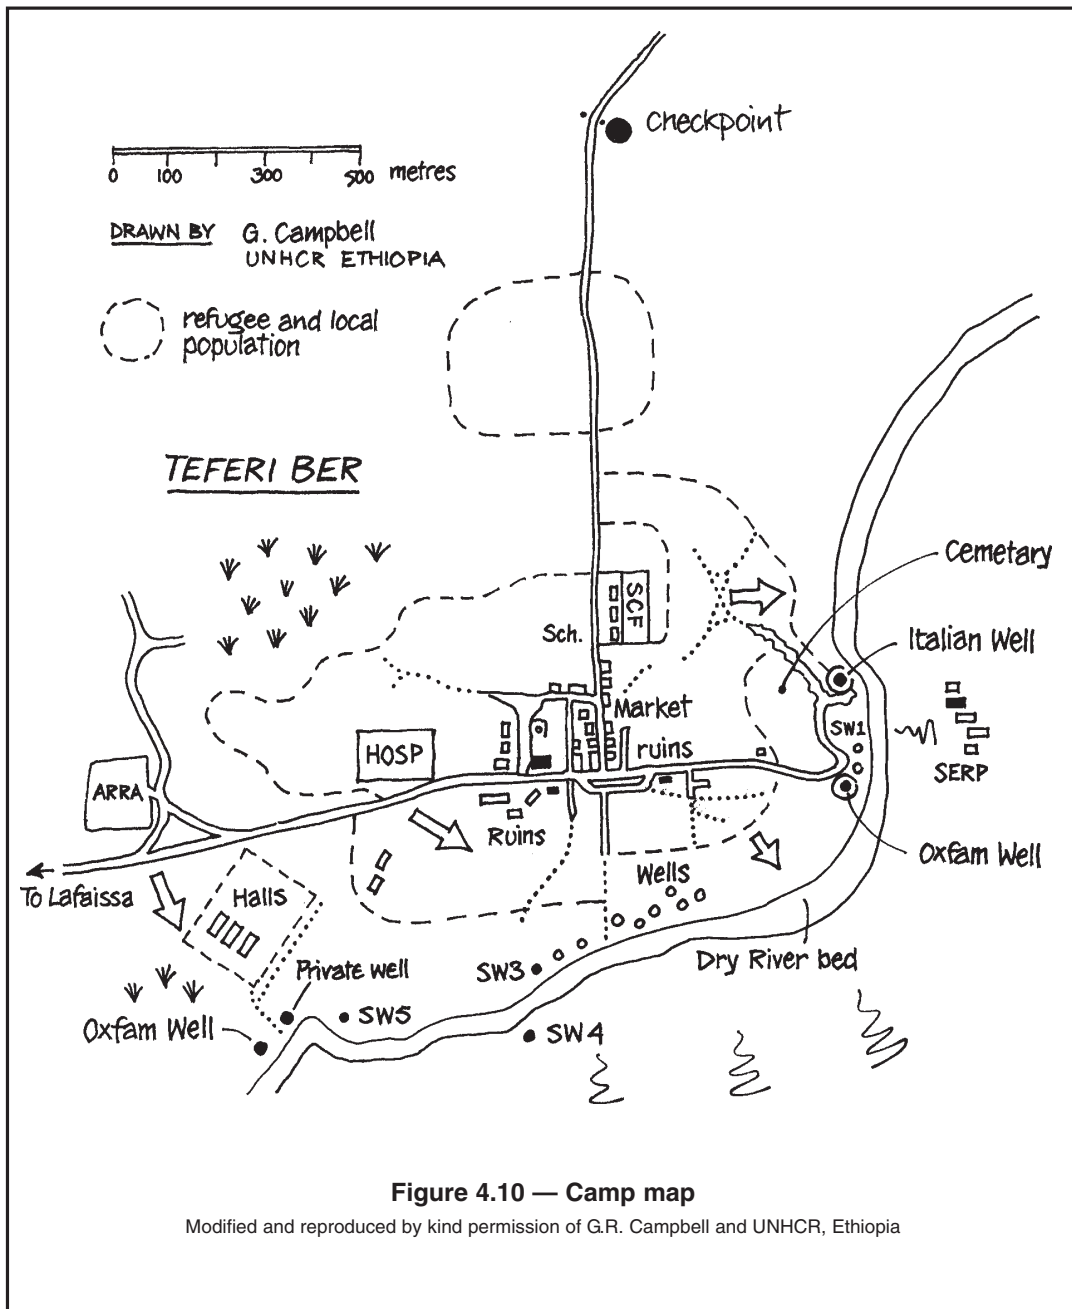 Checkpoint
0 100 300 500 metres
DRAWN BY G. Campbell
UNHCR ETHIOPIA
refugee and local
population
TEFERI BER
Cemetary
SCF
Sch.
Italian Well
Market
SW1
ruins
HOSP
SERP
ARRA
Ruins
Oxfam Well
Wells
To Lafaissa
Halls
Dry River bed
Private well
SW3
SW5
Oxfam Well
SW4
Figure 4.10 — Camp map
Modified and reproduced by kind permission of G.R. Campbell and UNHCR, Ethiopia